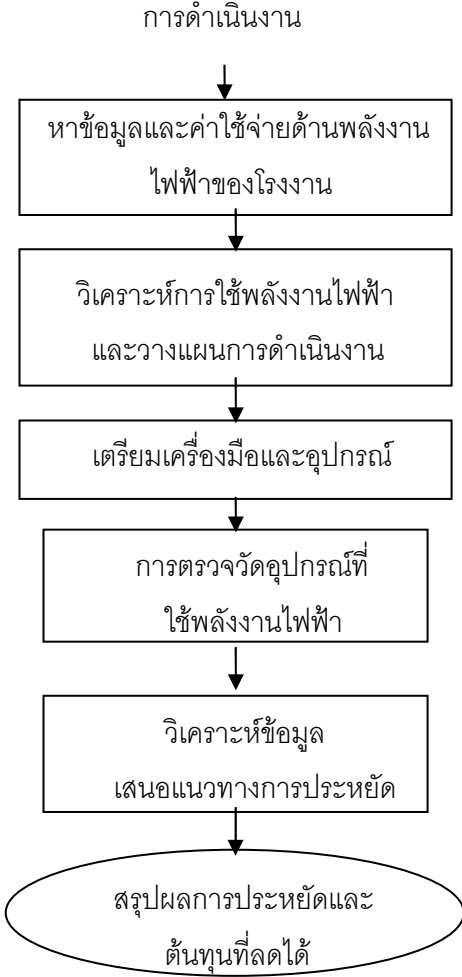 การดำเนินงาน
หาข้อมูลและค่าใช้จ่ายด้านพลังงาน
ไฟฟ้าของโรงงาน
วิเคราะห์การใช้พลังงานไฟฟ้า
และวางแผนการดำเนินงาน
เตรียมเครื่องมือและอุปกรณ์
การตรวจวัดอุปกรณ์ที่
ใช้พลังงานไฟฟ้า
วิเคราะห์ข้อมูล
เสนอแนวทางการประหยัด
สรุปผลการประหยัดและ
ต้นทุนที่ลดได้